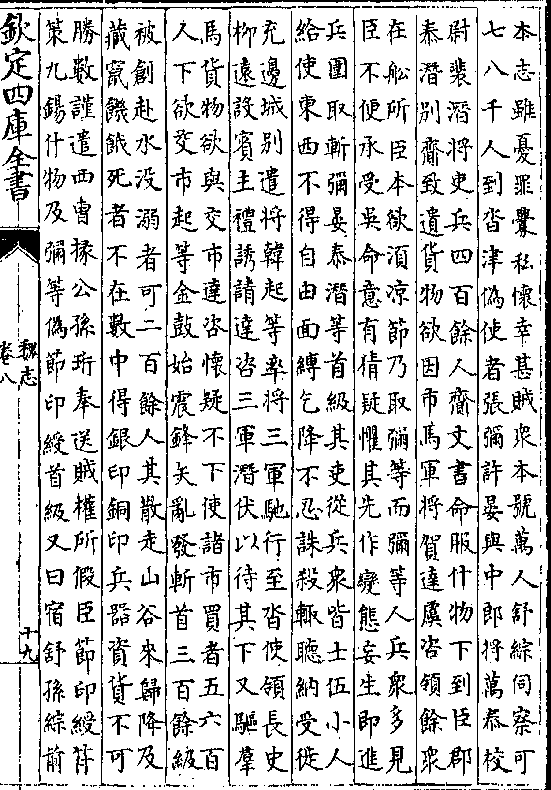 本志雖憂罪釁私懷幸甚賊衆本號萬人舒綜伺察可
七八千人到沓津偽使者張彌許晏與中郎將萬泰校
尉裴潛將吏兵四百餘人齎文書命服什物下到臣郡
泰潛别齎致遺貨物欲因市馬軍將賀達虞咨領餘衆
在舩所臣本欲須涼節乃取彌等而彌等人兵衆多見
臣不便承受吳命意有猜疑懼其先作變態妄生即進
兵圍取斬彌晏泰潛等首級其吏從兵衆皆士伍小人
給使東西不得自由面縛乞降不忍誅殺輙聽納受徙
充邊城别遣將韓起等率將三軍馳行至沓使領長史
柳遠設賔主禮誘請達咨三軍潛伏以待其下又驅羣
馬貨物欲與交市達咨懷疑不下使諸市買者五六百
人下欲交市起等金鼓始震鋒矢亂發斬首三百餘級
被創赴水没溺者可二百餘人其散走山谷來歸降及
藏竄饑餓死者不在數中得銀印銅印兵器資貨不可
勝數謹遣西曹掾公孫珩奉送賊權所假臣節印綬符
策九錫什物及彌等偽節印綬首級又曰宿舒孫綜前
欽定四庫全書
魏志
卷八
十九